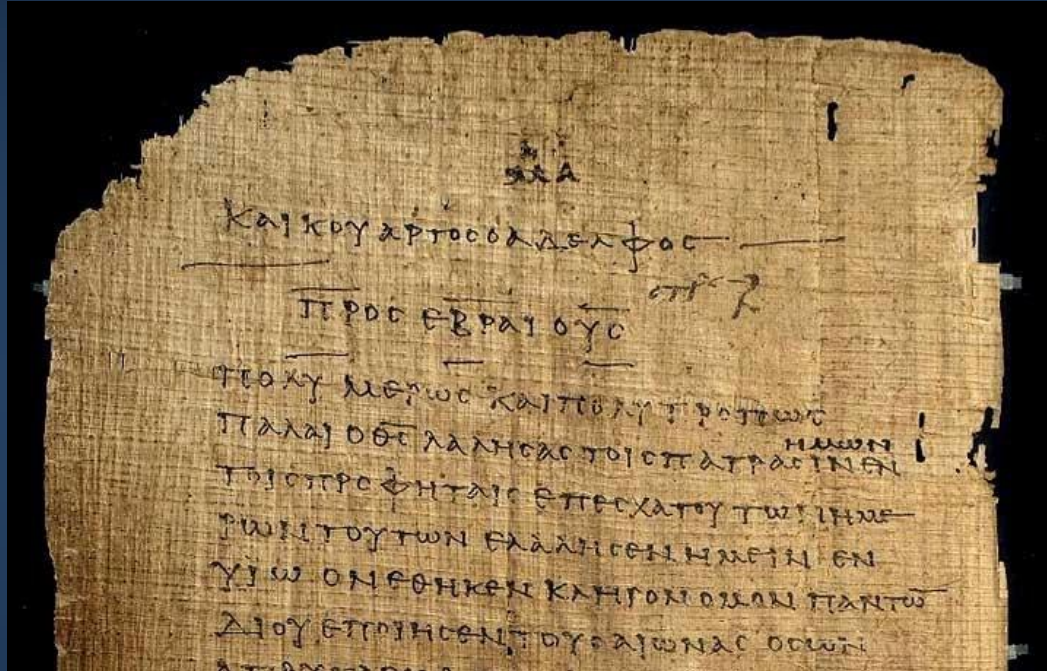 ΚΑΙ ΚΟΥΑΡΤΟϹ Ο ΑΔΕΛΦΟϹ
ΠΡΟϹ ΕΒΡΑΙΟΥϹ
ΠΟΛΥΜΕΡΩϹ ΚΑΙ ΠΟΛΥΤΡΟΠΩϹ
ΗΜΩΝ
ΠΑΛΑΙ Ο Θ̅Ϲ̅ ΛΑΛΗϹΑϹ ΤΟΙϹ ΠΑΤΡΑϹΙΝ ΕΝ
ΤΟΙϹ ΠΡΟΦΗΤΑΙϹ ΕΠ ΕϹΧΑΤΟΥ ΤΩΝ ΗΜΕ
ΡΩΝ ΤΟΥΤΩΝ ΕΛΑΛΗϹΕΝ ΗΜΕΙΝ ΕΝ
ΥΙΩ ΟΝ ΕΘΗΚΕΝ ΚΛΗΡΟΝΟΜΟΝ ΠΑΝΤΩ̅
ΔΙ ΟΥ ΕΠΟΙΗϹΕΝ ΤΟΥϹ ΑΙΩΝΑϹ ΟϹ ΩΝ